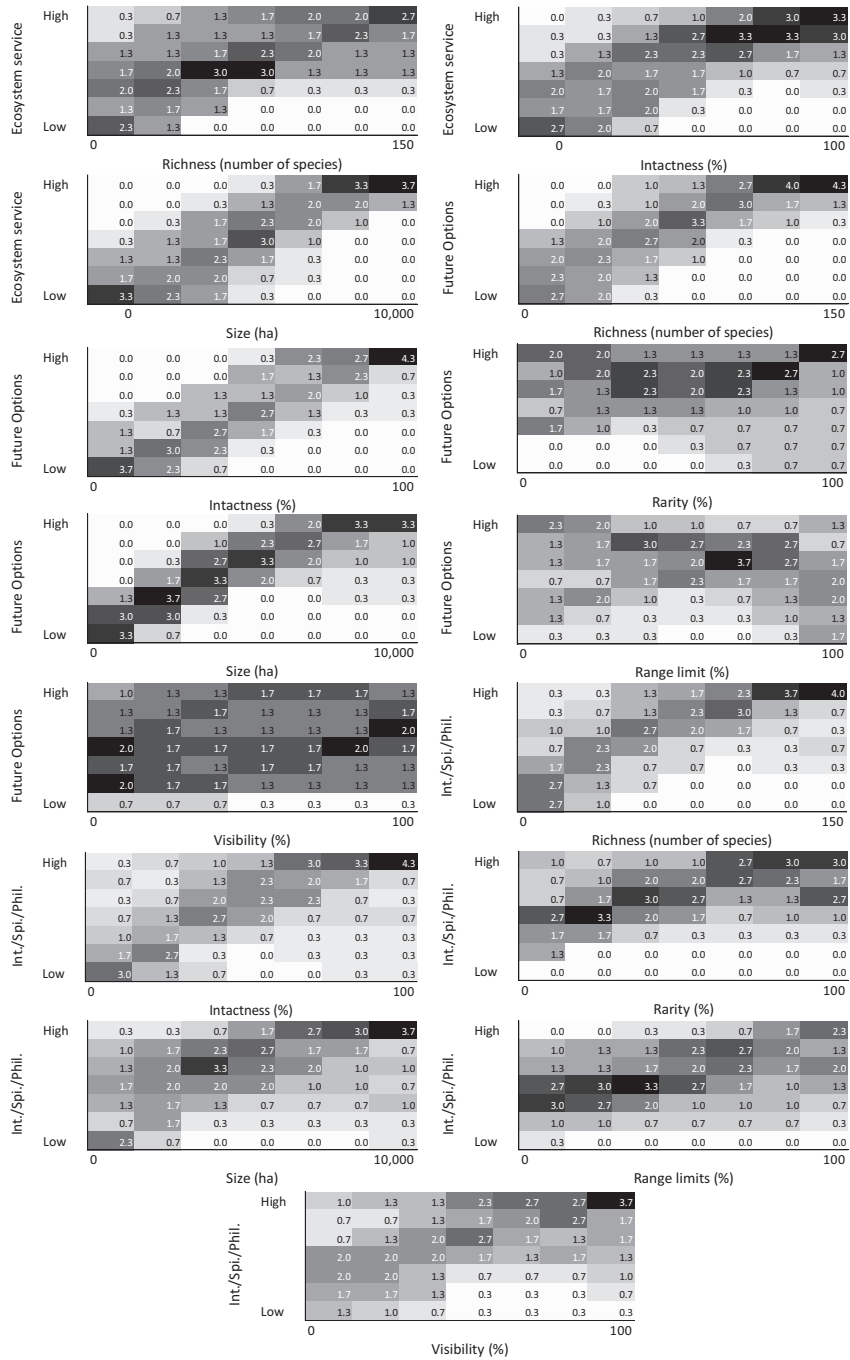 Ecosystem service
High 0.3 0.7 1.3 1.7 2.0 2.0 2.7
0.3 1.3 1.3 1.3 1.7 2.3 1.7
1.3 1.3 1.7 2.3 2.0 1.3 1.3
1.7 2.0 3.0 3.0 1.3 1.3 1.3
2.0 2.3 1.7 0.7 0.3 0.3 0.3
1.3 1.7 1.3 0.0 0.0 0.0 0.0
Low 2.3 1.3 0.0 0.0 0.0 0.0 0.0
0 150
Richness (number of species)
Ecosystem service
High 0.0 0.3 0.7 1.0 2.0 3.0 3.3
0.3 0.3 1.3 2.7 3.3 3.3 3.0
0.3 1.3 2.3 2.3 2.7 1.7 1.3
1.3 2.0 1.7 1.7 1.0 0.7 0.7
2.0 1.7 2.0 1.7 0.3 0.0 0.3
1.7 1.7 2.0 0.3 0.0 0.0 0.0
Low 2.7 2.0 0.7 0.0 0.0 0.0 0.0
0 100
Intactness (%)
Ecosystem service
High 0.0 0.0 0.0 0.3 1.7 3.3 3.7
0.0 0.0 0.3 1.3 2.0 2.0 1.3
0.0 0.3 1.7 2.3 2.0 1.0 0.0
0.3 1.3 1.7 3.0 1.0 0.0 0.0
1.3 1.3 2.3 1.7 0.3 0.0 0.0
1.7 2.0 2.0 0.7 0.3 0.0 0.0
Low 3.3 2.3 1.7 0.3 0.0 0.0 0.0
0 10,000
Size (ha)
Future Options
High 0.0 0.0 1.0 1.3 2.7 4.0 4.3
0.0 0.3 1.0 2.0 3.0 1.7 1.3
0.0 1.0 2.0 3.3 1.7 1.0 0.3
1.3 2.0 2.7 2.0 0.3 0.0 0.0
2.0 2.3 1.7 1.0 0.0 0.0 0.0
2.3 2.0 1.3 0.0 0.0 0.0 0.0
Low 2.7 2.0 0.3 0.0 0.0 0.0 0.0
0 150
Richness (number of species)
Future Options
High 0.0 0.0 0.0 0.3 2.3 2.7 4.3
0.0 0.0 0.0 1.7 1.3 2.3 0.7
0.0 0.0 1.3 1.3 2.0 1.0 0.3
0.3 1.3 1.3 2.7 1.3 0.3 0.3
1.3 0.7 2.7 1.7 0.3 0.0 0.0
1.3 3.0 2.3 0.3 0.0 0.0 0.0
Low 3.7 2.3 0.7 0.0 0.0 0.0 0.0
0 100
Intactness (%)
Future Options
High 2.0 2.0 1.3 1.3 1.3 1.3 2.7
1.0 2.0 2.3 2.0 2.3 2.7 1.0
1.7 1.3 2.3 2.0 2.3 1.3 1.0
0.7 1.3 1.3 1.3 1.0 1.0 0.7
1.7 1.0 0.3 0.7 0.7 0.7 0.7
0.0 0.0 0.0 0.3 0.7 0.7 0.7
Low 0.0 0.0 0.0 0.0 0.3 0.7 0.7
0 100
Rarity (%)
Future Options
High 0.0 0.0 0.0 0.3 2.0 3.3 3.3
0.0 0.0 1.0 2.3 2.7 1.7 1.0
0.0 0.3 2.7 3.3 2.0 1.0 1.0
0.0 1.7 3.3 2.0 0.7 0.3 0.3
1.3 3.7 2.7 0.0 0.0 0.3 0.3
3.0 3.0 0.3 0.0 0.0 0.0 0.0
Low 3.3 0.7 0.0 0.0 0.0 0.0 0.0
0 10,000
Size (ha)
Future Options
High 2.3 2.0 1.0 1.0 0.7 0.7 1.3
1.3 1.7 3.0 2.7 2.3 2.7 0.7
1.3 1.7 1.7 2.0 3.7 2.7 1.7
0.7 0.7 1.7 2.3 1.7 1.7 2.0
1.3 2.0 1.0 0.3 0.7 1.3 2.0
1.3 0.7 0.3 0.3 0.3 1.0 1.3
Low 0.3 0.3 0.3 0.0 0.0 0.3 1.7
0 100
Range limit (%)
Future Options
High 1.0 1.3 1.3 1.7 1.7 1.7 1.3
1.3 1.3 1.7 1.3 1.3 1.3 1.7
1.3 1.7 1.3 1.3 1.3 1.3 2.0
2.0 1.7 1.7 1.7 1.7 2.0 1.7
1.7 1.7 1.3 1.7 1.7 1.3 1.3
2.0 1.7 1.7 1.3 1.3 1.3 1.3
Low 0.7 0.7 0.7 0.7 0.3 0.3 0.3
0 100
Visibility (%)
Int./Spi./Phil.
High 0.3 0.3 1.3 1.7 2.3 3.7 4.0
0.3 0.7 1.3 2.3 3.0 1.3 0.7
1.0 1.0 2.7 2.0 1.7 0.7 0.3
0.7 2.3 2.0 0.7 0.3 0.3 0.7
1.7 2.3 0.7 0.7 0.0 0.3 0.3
2.7 1.3 0.7 0.0 0.0 0.0 0.0
Low 2.7 1.0 0.0 0.0 0.0 0.0 0.0
0 150
Richness (number of species)
Int./Spi./Phil.
High 0.3 0.7 1.0 1.3 3.0 3.3 4.3
0.7 0.3 1.3 2.3 2.0 1.7 0.7
0.3 0.7 2.0 2.3 2.3 0.7 0.3
0.7 1.3 2.7 2.0 0.7 0.7 0.7
1.0 1.7 1.3 0.7 0.3 0.3 0.3
1.7 2.7 0.3 0.0 0.3 0.3 0.3
Low 3.0 1.3 0.7 0.0 0.0 0.3 0.3
0 100
Intactness (%)
Int./Spi./Phil.
High 1.0 0.7 1.0 1.0 2.7 3.0 3.0
0.7 1.0 2.0 2.0 2.7 2.3 1.7
0.7 1.7 3.0 2.7 1.3 1.3 2.7
2.7 3.3 2.0 1.7 0.7 1.0 1.0
1.7 1.7 0.7 0.3 0.3 0.3 0.3
1.3 0.0 0.0 0.0 0.0 0.0 0.0
Low 0.0 0.0 0.0 0.0 0.0 0.0 0.0
0 100
Rarity (%)
Int./Spi./Phil.
High 0.3 0.3 0.7 1.7 2.7 3.0 3.7
1.0 1.7 2.3 2.7 1.7 1.7 0.7
1.3 2.0 3.3 2.3 2.0 1.0 1.0
1.7 2.0 2.0 2.0 1.0 1.0 0.7
1.3 1.7 1.3 0.7 0.7 0.7 1.0
0.7 1.7 0.3 0.3 0.3 0.3 0.3
Low 2.3 0.7 0.0 0.0 0.0 0.0 0.3
0 10,000
Size (ha)
Int./Spi./Phil.
High 0.0 0.0 0.3 0.3 0.7 1.7 2.3
1.0 1.3 1.3 2.3 2.7 2.0 1.3
1.3 1.3 1.7 2.0 2.3 1.7 2.0
2.7 3.0 3.3 2.7 1.7 1.0 1.3
3.0 2.7 2.0 1.0 1.0 1.0 0.7
1.0 1.0 0.7 0.7 0.7 0.7 0.3
Low 0.3 0.0 0.0 0.0 0.0 0.0 0.0
0 100
Range limits (%)
Int./Spi./Phil.
High 1.0 1.3 1.3 2.3 2.7 2.7 3.7
0.7 0.7 1.3 1.7 2.0 2.7 1.7
0.7 1.3 2.0 2.7 1.7 1.3 1.7
2.0 2.0 2.0 1.7 1.3 1.7 1.3
2.0 2.0 1.3 0.7 0.7 0.7 1.0
1.7 1.7 1.3 0.3 0.3 0.3 0.7
Low 1.3 1.0 0.7 0.3 0.3 0.3 0.3
0 100
Visibility (%)